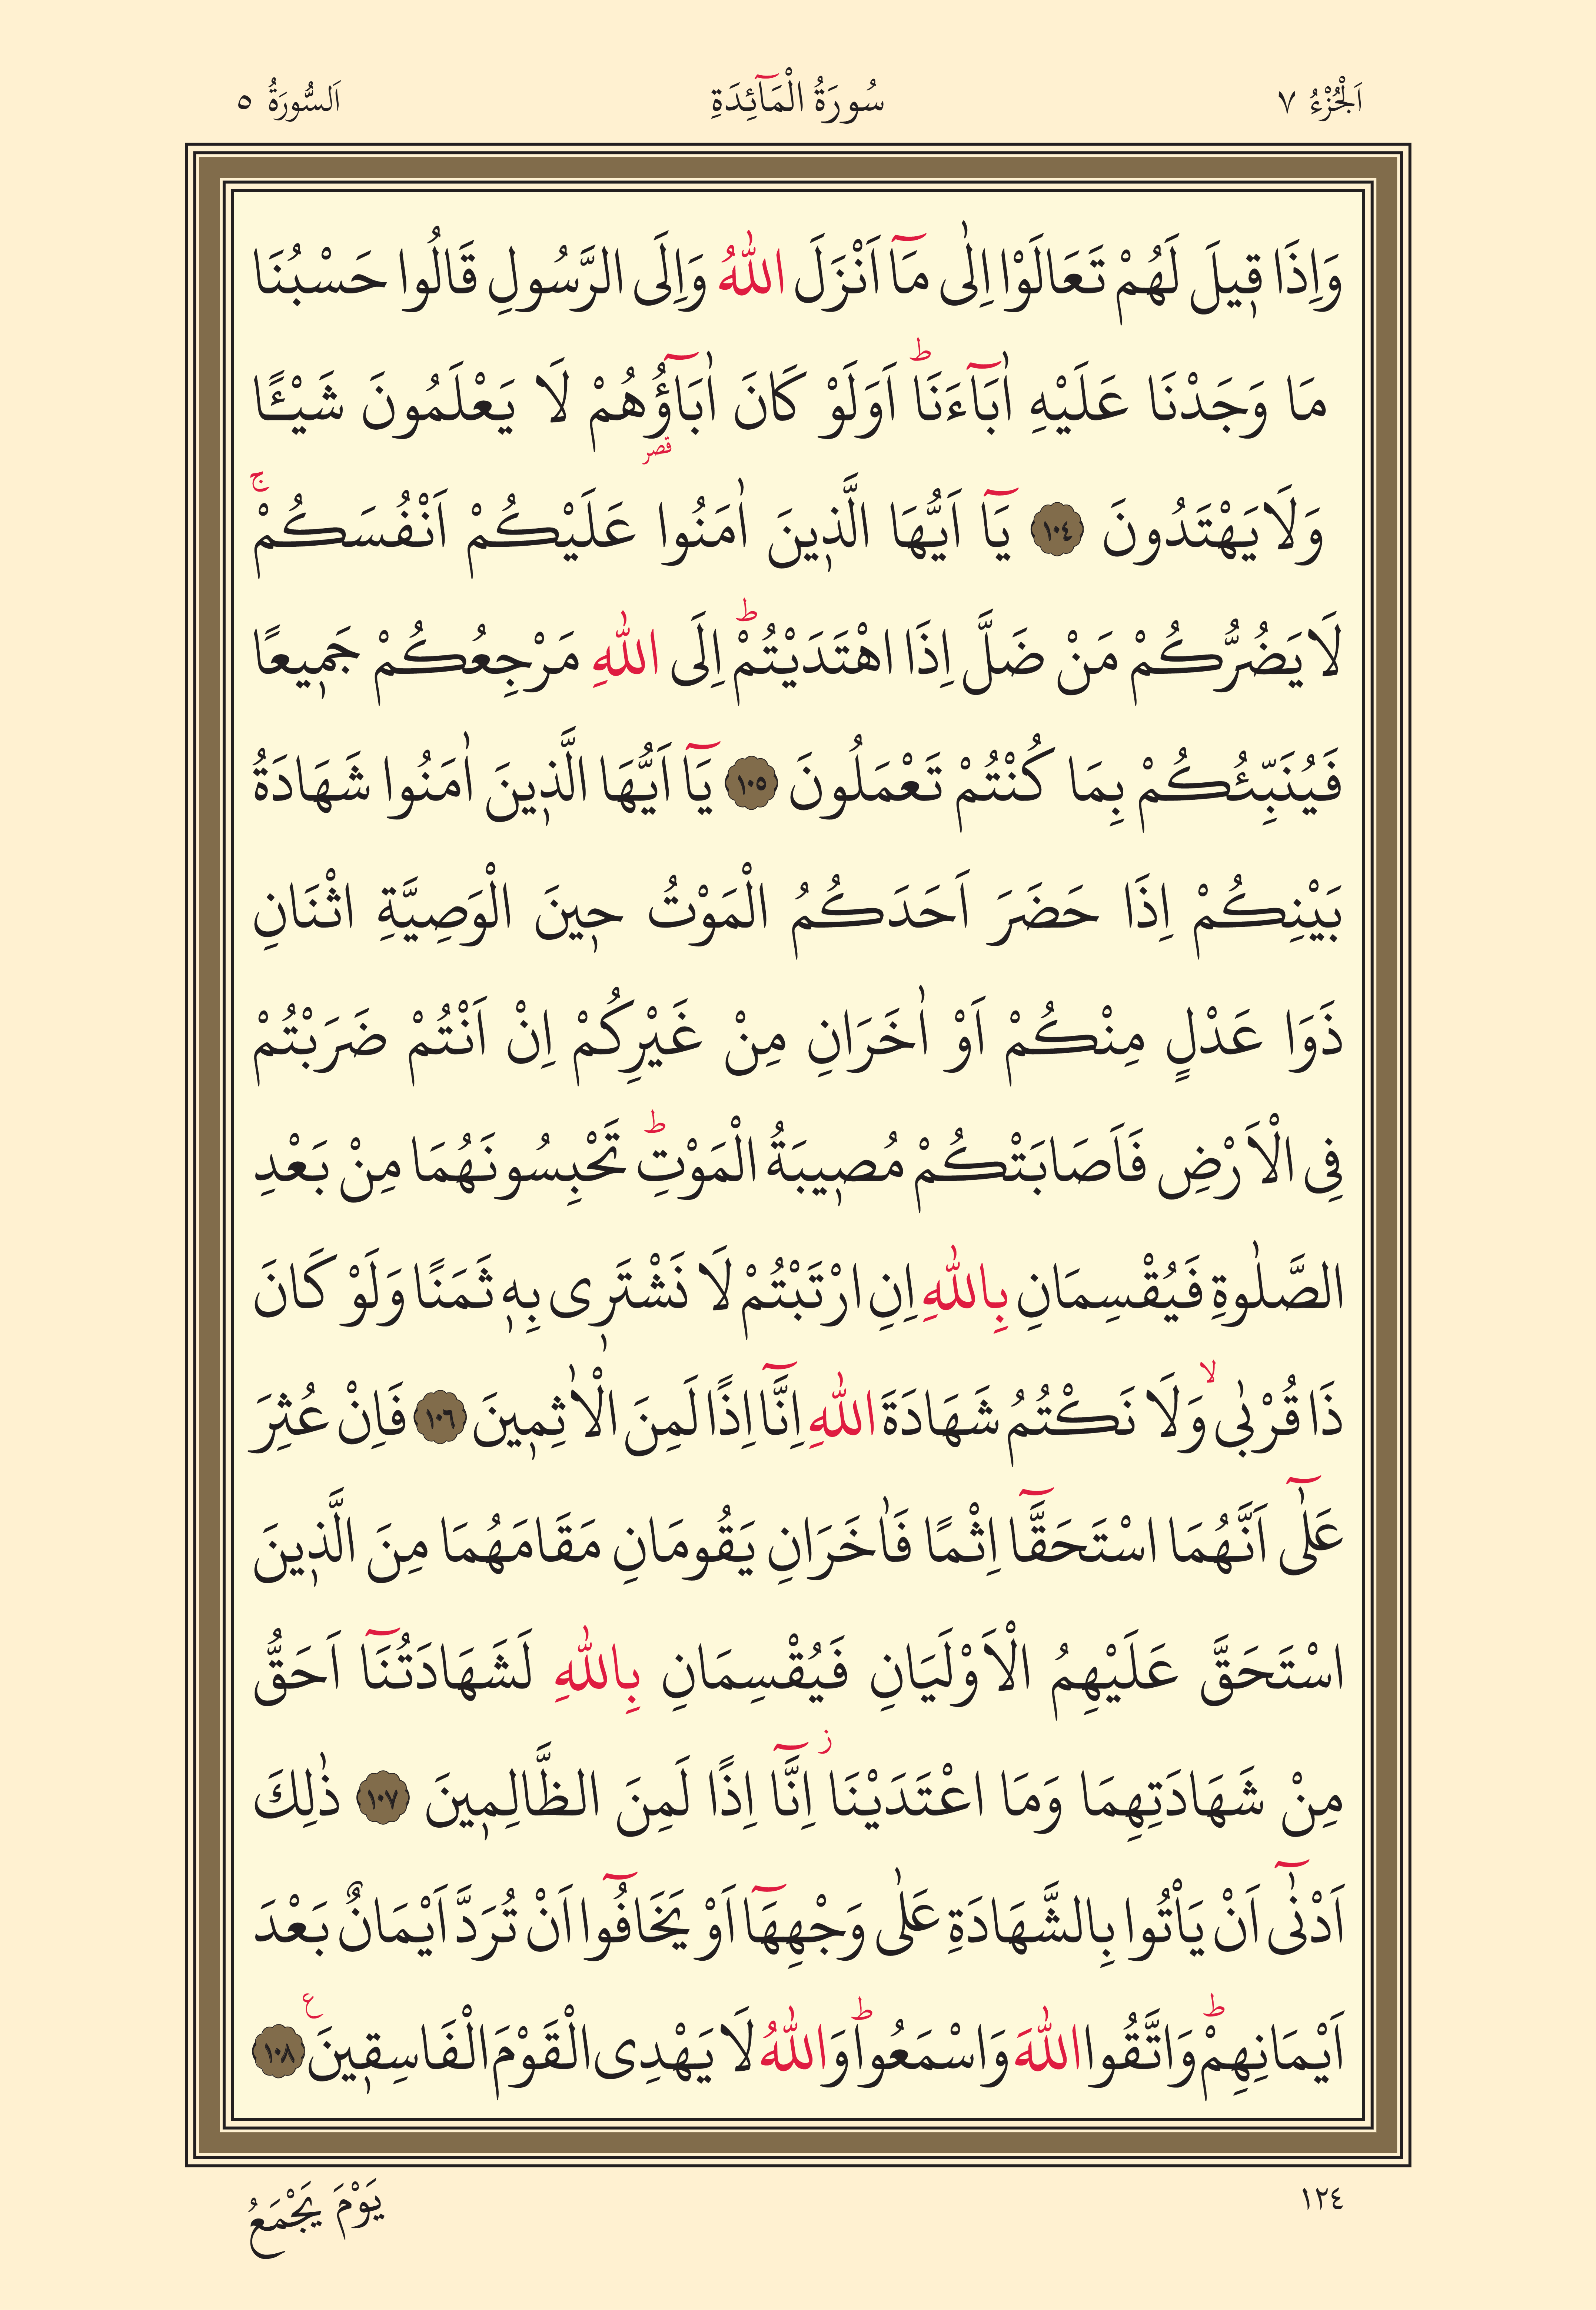 اَلْجُزْءُ ٧
سُورَةُ الْمَٓائِدَةِ
اَلسُّورَةُ ٥
وَاِذَا ق۪يلَ لَهُمْ تَعَالَوْا اِلٰى مَٓا اَنْزَلَ اللّٰهُ وَاِلَى الرَّسُولِ قَالُوا حَسْبُنَا
مَا وَجَدْنَا عَلَيْهِ اٰبَٓاءَنَاۜ اَوَلَوْ كَانَ اٰبَٓاؤُ۬هُمْ لَا يَعْلَمُونَ شَيْـًٔا
وَلَا يَهْتَدُونَ ﴿١٠٤﴾ يَٓا اَيُّهَا الَّذ۪ينَ اٰمَنُوا عَلَيْكُمْ اَنْفُسَكُمْۚ
لَا يَضُرُّكُمْ مَنْ ضَلَّ اِذَا اهْتَدَيْتُمْۜ اِلَى اللّٰهِ مَرْجِعُكُمْ جَم۪يعًا
فَيُنَبِّئُكُمْ بِمَا كُنْتُمْ تَعْمَلُونَ ﴿١٠٥﴾ يَٓا اَيُّهَا الَّذ۪ينَ اٰمَنُوا شَهَادَةُ
بَيْنِكُمْ اِذَا حَضَرَ اَحَدَكُمُ الْمَوْتُ ح۪ينَ الْوَصِيَّةِ اثْنَانِ
ذَوَا عَدْلٍ مِنْكُمْ اَوْ اٰخَرَانِ مِنْ غَيْرِكُمْ اِنْ اَنْتُمْ ضَرَبْتُمْ
فِى الْاَرْضِ فَاَصَابَتْكُمْ مُص۪يبَةُ الْمَوْتِۜ تَحْبِسُونَهُمَا مِنْ بَعْدِ
الصَّلٰوةِ فَيُقْسِمَانِ بِاللّٰهِ اِنِ ارْتَبْتُمْ لَا نَشْتَر۪ى بِه۪ ثَمَنًا وَلَوْ كَانَ
ذَا قُرْبٰىۙ وَلَا نَكْتُمُ شَهَادَةَ اللّٰهِ اِنَّٓا اِذًا لَمِنَ الْاٰثِم۪ينَ ﴿١٠٦﴾ فَاِنْ عُثِرَ
عَلٰٓى اَنَّهُمَا اسْتَحَقَّٓا اِثْمًا فَاٰخَرَانِ يَقُومَانِ مَقَامَهُمَا مِنَ الَّذ۪ينَ
اسْتَحَقَّ عَلَيْهِمُ الْاَوْلَيَانِ فَيُقْسِمَانِ بِاللّٰهِ لَشَهَادَتُنَٓا اَحَقُّ
مِنْ شَهَادَتِهِمَا وَمَا اعْتَدَيْنَاۘ اِنَّٓا اِذًا لَمِنَ الظَّالِم۪ينَ ﴿١٠٧﴾ ذٰلِكَ
اَدْنٰٓى اَنْ يَاْتُوا بِالشَّهَادَةِ عَلٰى وَجْهِهَٓا اَوْ يَخَافُٓوا اَنْ تُرَدَّ اَيْمَانٌ بَعْدَ
اَيْمَانِهِمْۜ وَاتَّقُوا اللّٰهَ وَاسْمَعُواۜ وَاللّٰهُ لَا يَهْدِى الْقَوْمَ الْفَاسِق۪ينَ ع ﴿١٠٨﴾
١٢٤
يَوْمَ يَجْمَعُ